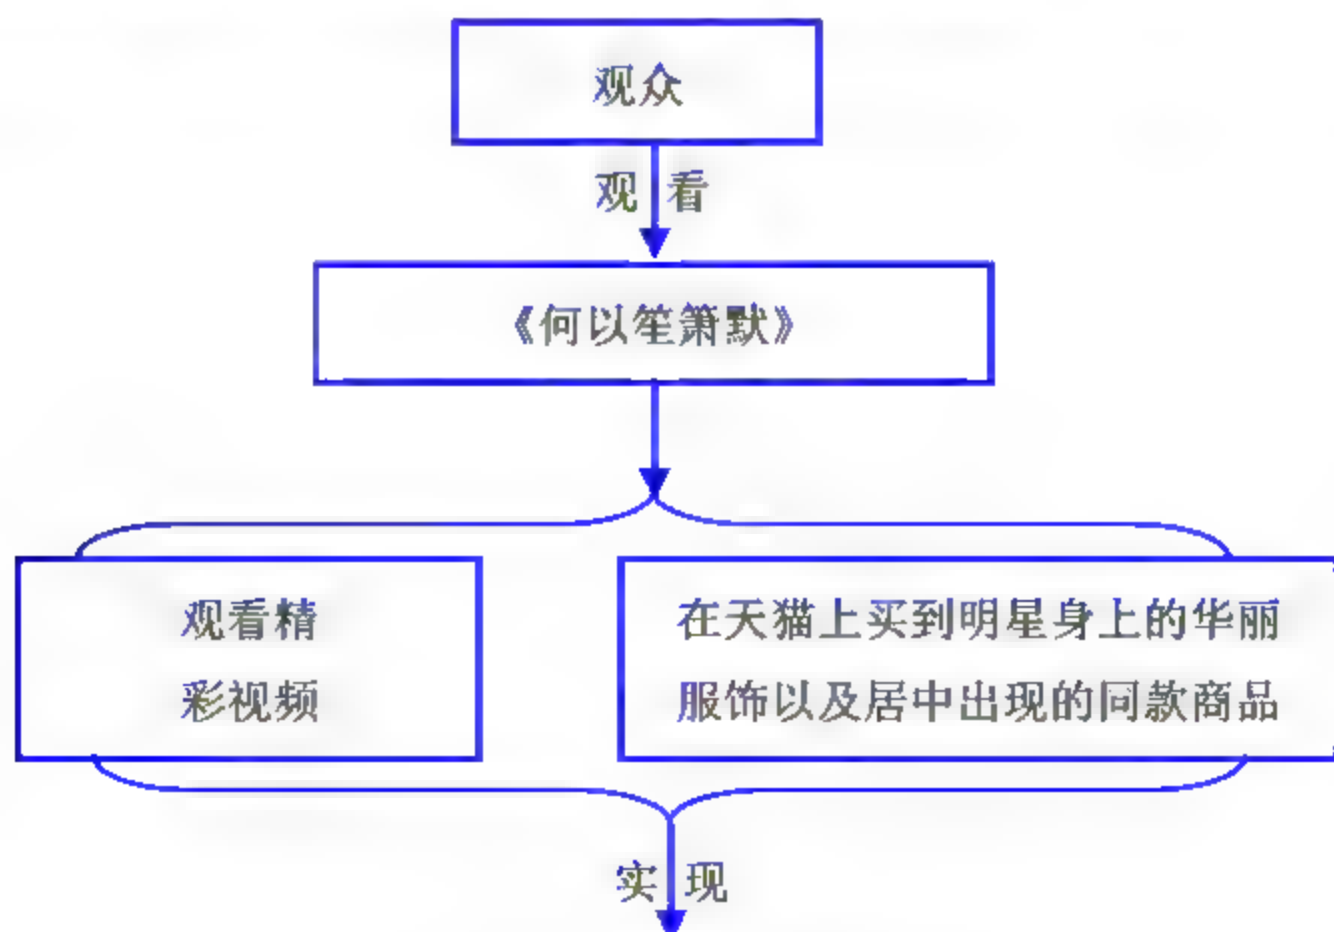 观众
观看
《何以笙箫默》
观看精
彩视频
在天猫上买到明星身上的华丽
服饰以及居中出现的同款商品
实现